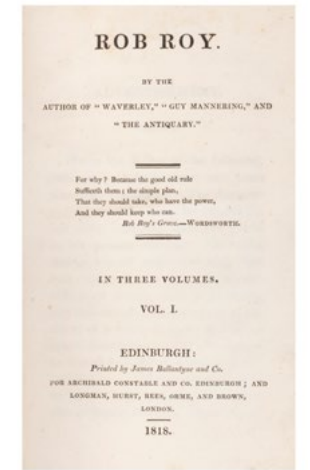 ROB ROY.
BY THE
AUTHOR OF "WAVERLEY," "GUY MANNERING," AND
"THE ANTIQUARY."
For why? Because the good old rule
Sufficeth them; the simple plan,
That they should take, who have the power,
And they should keep who can.
Rob Roy's Grave.—WORDSWORTH.
IN THREE VOLUMES.
VOL. I.
EDINBURGH:
Printed by James Ballantyne and Co.
FOR ARCHIBALD CONSTABLE AND CO. EDINBURGH; AND
LONGMAN, HURST, REES, ORME, AND BROWN,
LONDON.
1818.